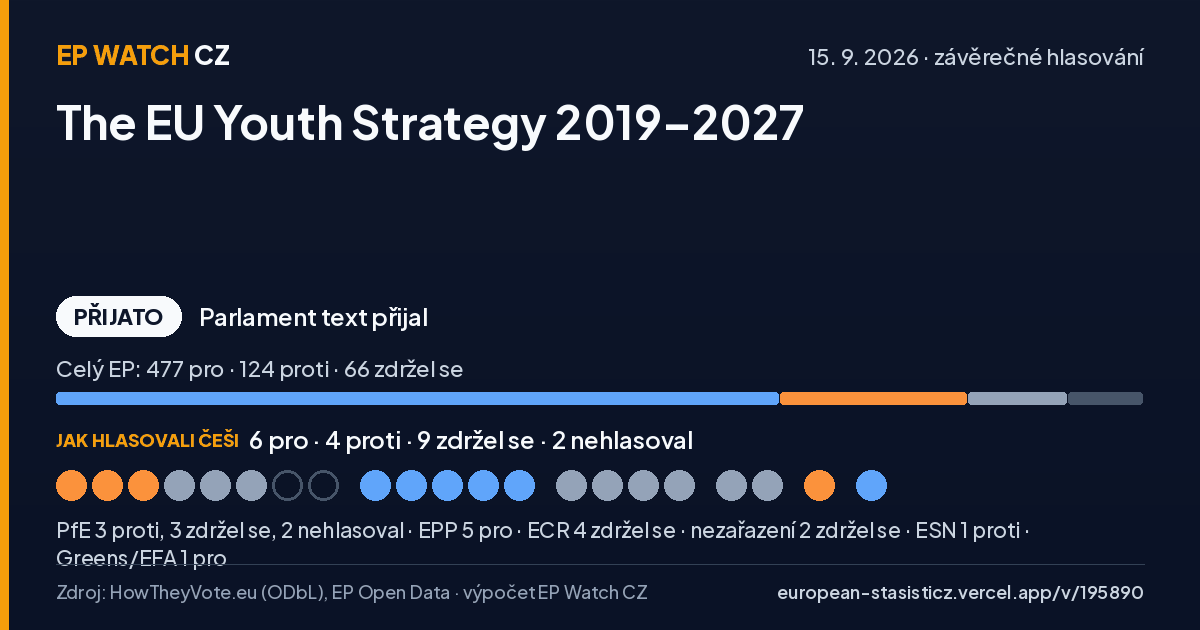 EP WATCH CZ
15. 9. 2026 · závěrečné hlasování
The EU Youth Strategy 2019–2027
PŘIJATO Parlament text přijal
Celý EP: 477 pro · 124 proti · 66 zdržel se
JAK HLASOVALI ČEŠI 6 pro · 4 proti · 9 zdržel se · 2 nehlasoval
PfE 3 proti, 3 zdržel se, 2 nehlasoval · EPP 5 pro · ECR 4 zdržel se · nezařazení 2 zdržel se · ESN 1 proti ·
Greens/EFA 1 pro
Zdroj: HowTheyVote.eu (ODbL), EP Open Data · výpočet EP Watch CZ
european-stasisticz.vercel.app/v/195890